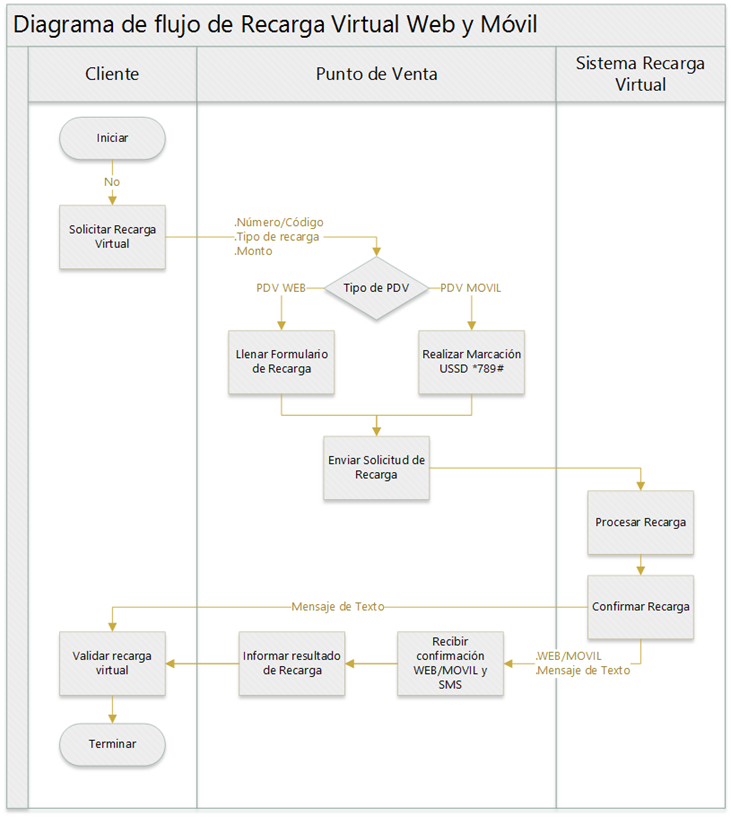 Diagrama de flujo de Recarga Virtual Web y Móvil
Cliente
Punto de Venta
Sistema Recarga
Virtual
Iniciar
No
Solicitar Recarga
Virtual
.Número/Código
.Tipo de recarga
.Monto
Tipo de PDV
PDV WEB
PDV MOVIL
Llenar Formulario
de Recarga
Realizar Marcación
USSD *789#
Enviar Solicitud de
Recarga
Procesar Recarga
Confirmar Recarga
Mensaje de Texto
.WEB/MOVIL
.Mensaje de Texto
Recibir
confirmación
WEB/MOVIL y
SMS
Informar resultado
de Recarga
Validar recarga
virtual
Terminar